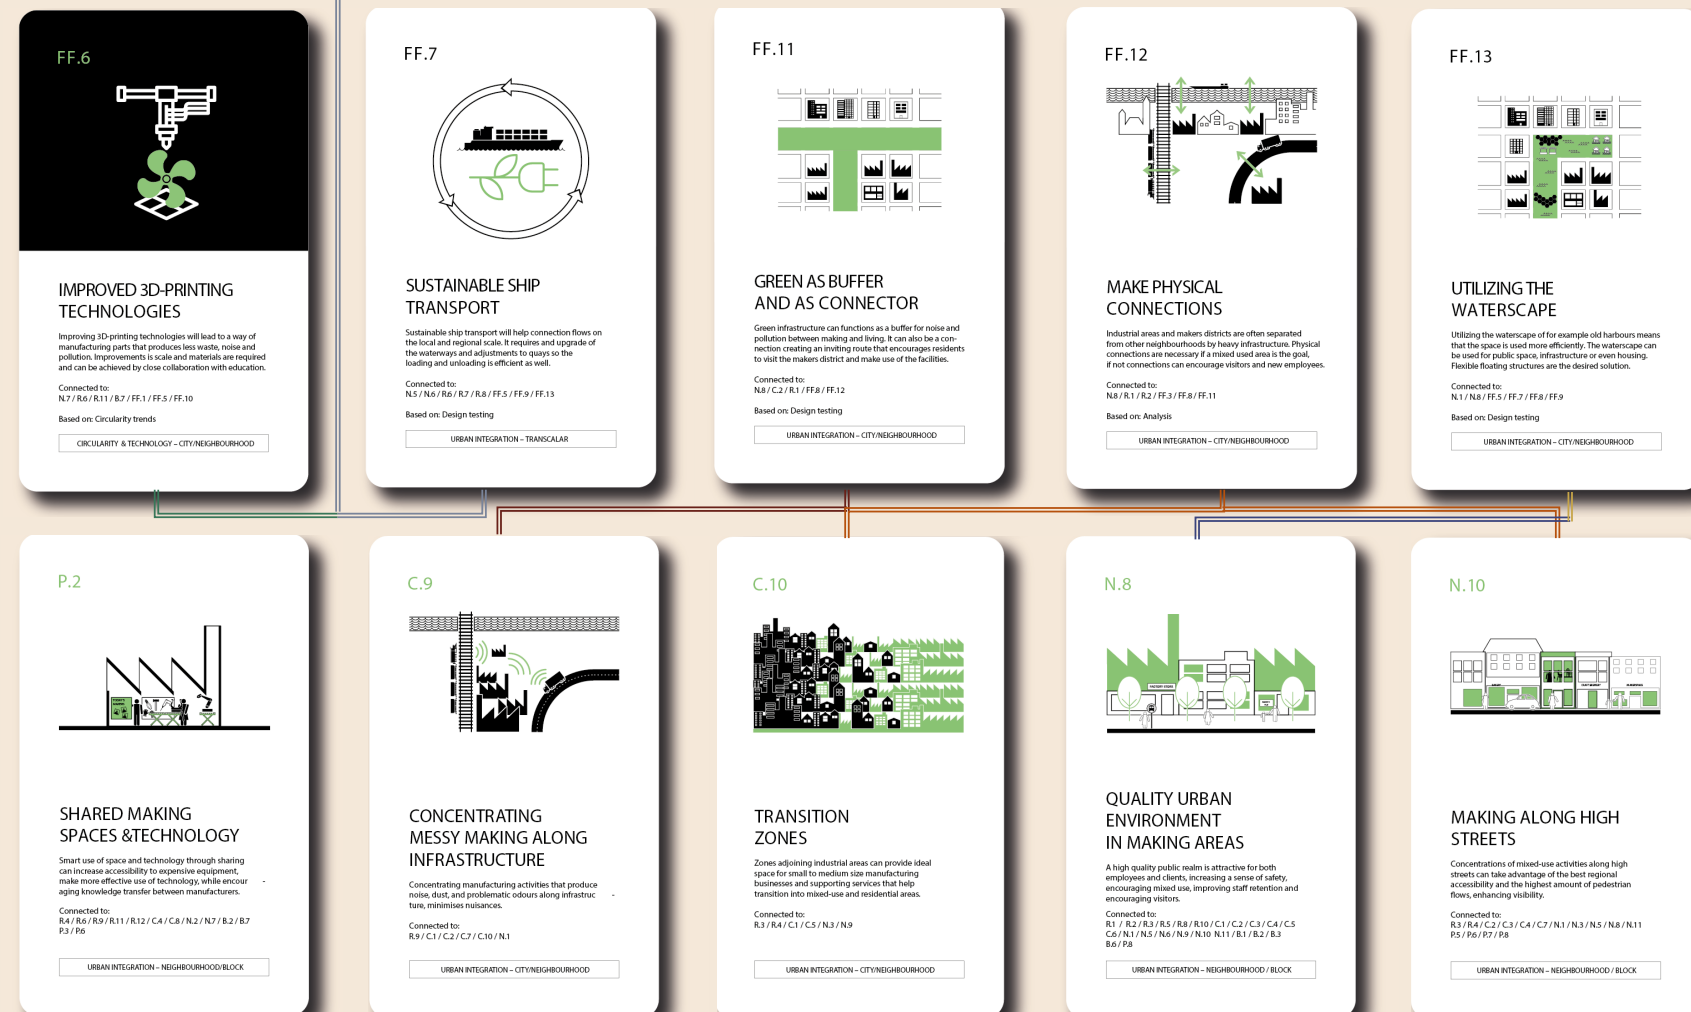 FF.6
IMPROVED 3D-PRINTING
TECHNOLOGIES
Improving 3D-printing technologies will lead to a way of
manufacturing parts that produces less waste, noise and
pollution. Improvements is scale and materials are required
and can be achieved by close collaboration with education.
Connected to:
N.7 / R.6 / R.11 / B.7 / FF.1 / FF.5 / FF.10
Based on: Circularity trends
CIRCULARITY & TECHNOLOGY – CITY/NEIGHBOURHOOD
FF.7
SUSTAINABLE SHIP
TRANSPORT
Sustainable ship transport will help connection flows on
the local and regional scale. It requires and upgrade of
the waterways and adjustments to quays so the
loading and unloading is efficient as well.
Connected to:
N.5 / N.6 / R.6 / R.7 / R.8 / FF.5 / FF.9 / FF.13
Based on: Design testing
URBAN INTEGRATION – TRANSCALAR
FF.11
GREEN AS BUFFER
AND AS CONNECTOR
Green infrastructure can functions as a buffer for noise and
pollution between making and living. It can also be a con-
nection creating an inviting route that encourages residents
to visit the makers district and make use of the facilities.
Connected to:
N.8 / C.2 / R.1 / FF.8 / FF.12
Based on: Design testing
URBAN INTEGRATION – CITY/NEIGHBOURHOOD
FF.12
MAKE PHYSICAL
CONNECTIONS
Industrial areas and makers districts are often separated
from other neighbourhoods by heavy infrastructure. Physical
connections are necessary if a mixed used area is the goal,
if not connections can encourage visitors and new employees.
Connected to:
N.8 / R.1 / R.2 / FF.3 / FF.8 / FF.11
Based on: Analysis
URBAN INTEGRATION – CITY/NEIGHBOURHOOD
FF.13
UTILIZING THE
WATERSCAPE
Utilizing the waterscape of for example old harbours means
that the space is used more efficiently. The waterscape can
be used for public space, infrastructure or even housing.
Flexible floating structures are the desired solution.
Connected to:
N.1 / N.8 / FF.5 / FF.7 / FF.8 / FF.9
Based on: Design testing
URBAN INTEGRATION – CITY/NEIGHBOURHOOD
P.2
SHARED MAKING
SPACES &TECHNOLOGY
Smart use of space and technology through sharing
can increase accessibility to expensive equipment,
make more effective use of technology, while encour -
aging knowledge transfer between manufacturers.
Connected to:
R.4 / R.6 / R.9 / R.11 / R.12 / C.4 / C.8 / N.2 / N.7 / B.2 / B.7
P.3 / P.6
URBAN INTEGRATION – NEIGHBOURHOOD/BLOCK
C.9
CONCENTRATING
MESSY MAKING ALONG
INFRASTRUCTURE
Concentrating manufacturing activities that produce
noise, dust, and problematic odours along infrastruc -
ture, minimises nuisances.
Connected to:
R.9 / C.1 / C.2 / C.7 / C.10 / N.1
URBAN INTEGRATION – CITY/NEIGHBOURHOOD
C.10
TRANSITION
ZONES
Zones adjoining industrial areas can provide ideal
space for small to medium size manufacturing
businesses and supporting services that help
transition into mixed-use and residential areas.
Connected to:
R.3 / R.4 / C.1 / C.5 / N.3 / N.9
URBAN INTEGRATION – CITY/NEIGHBOURHOOD
N.8
FACTORY STORE
QUALITY URBAN
ENVIRONMENT
IN MAKING AREAS
A high quality public realm is attractive for both
employees and clients, increasing a sense of safety,
encouraging mixed use, improving staff retention and
encouraging visitors.
Connected to:
R.1 / R.2 / R.3 / R.5 / R.8 / R.10 / C.1 / C.2 / C.3 / C.4 / C.5
C.6 / N.1 / N.5 / N.6 / N.9 / N.10 N.11 / B.1 / B.2 / B.3
B.6 / P.8
URBAN INTEGRATION – NEIGHBOURHOOD / BLOCK
N.10
MAKING ALONG HIGH
STREETS
Concentrations of mixed-use activities along high
streets can take advantage of the best regional
accessibility and the highest amount of pedestrian
flows, enhancing visibility.
Connected to:
R.3 / R.4 / C.2 / C.3 / C.4 / C.7 / N.1 / N.3 / N.5 / N.8 / N.11
P.5 / P.6 / P.7 / P.8
URBAN INTEGRATION – NEIGHBOURHOOD / BLOCK